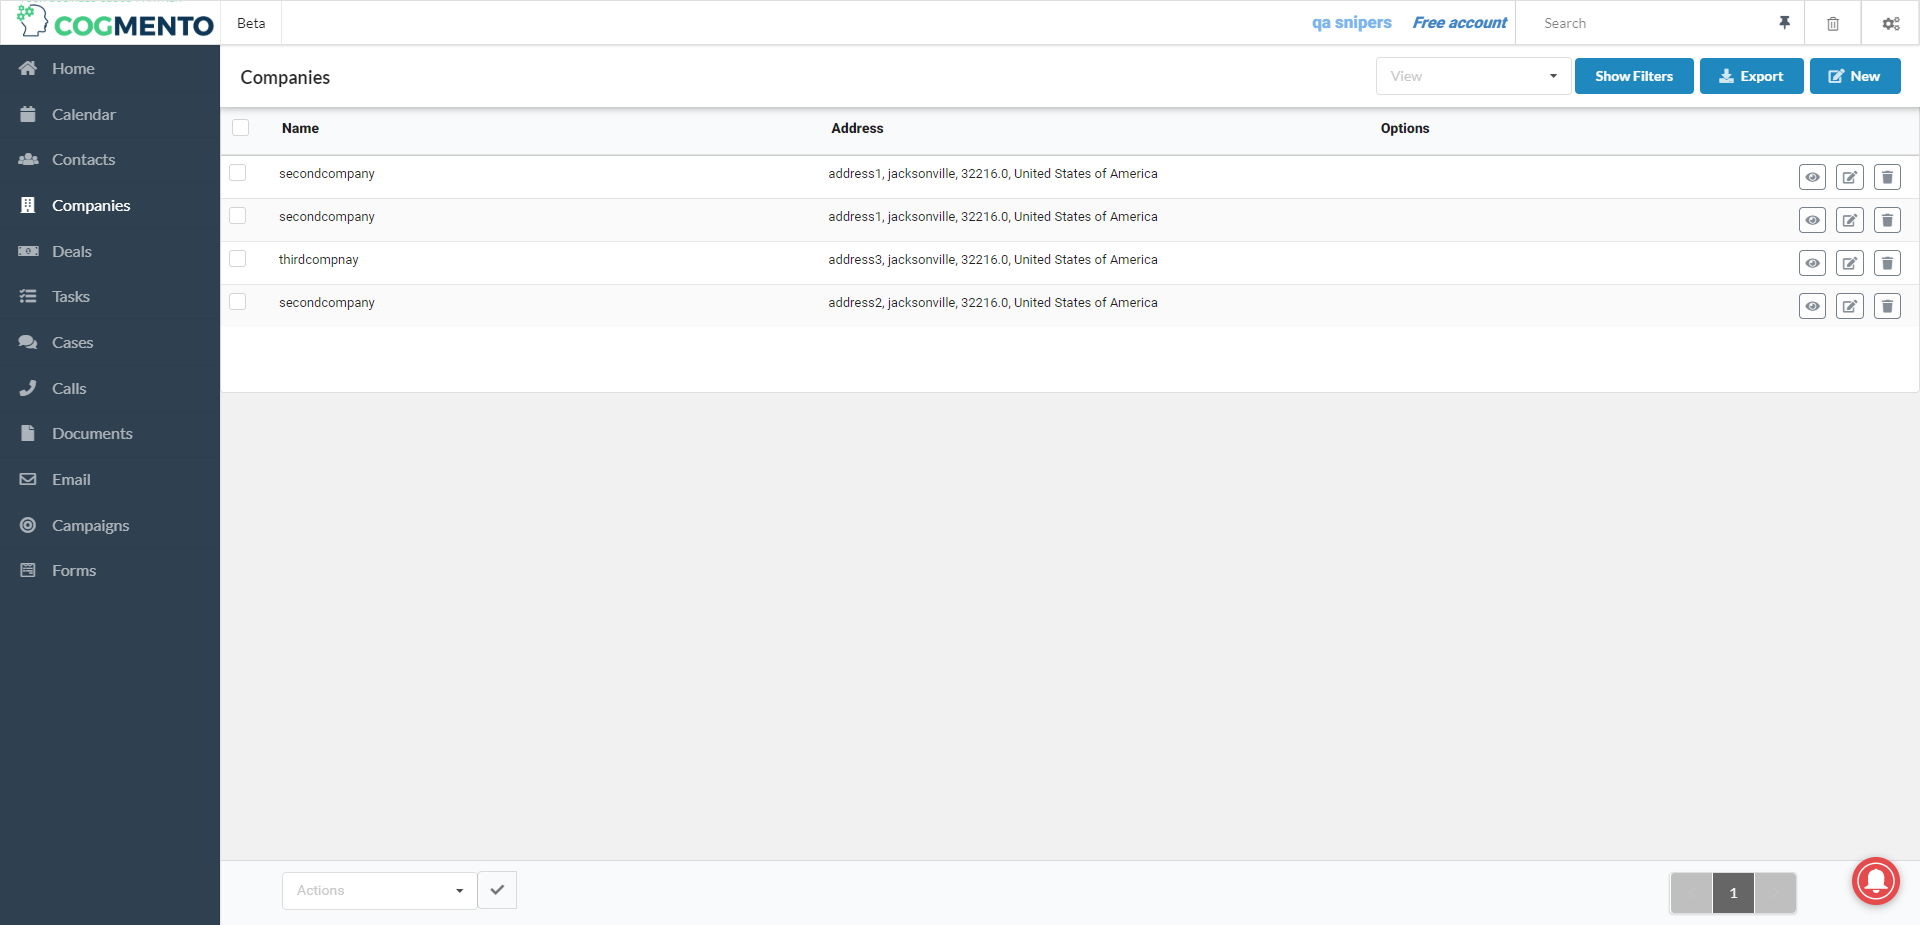 COGMENTO
Beta
qa snipers
Free account
Search
Home
Calendar
Contacts
Companies
Deals
Tasks
Cases
Calls
Documents
Email
Campaigns
Forms
Companies
View
Show Filters
Export
New
Name Address Options
secondcompany address1, jacksonville, 32216.0, United States of America
secondcompany address1, jacksonville, 32216.0, United States of America
thirdcompnay address3, jacksonville, 32216.0, United States of America
secondcompany address2, jacksonville, 32216.0, United States of America
Actions
1